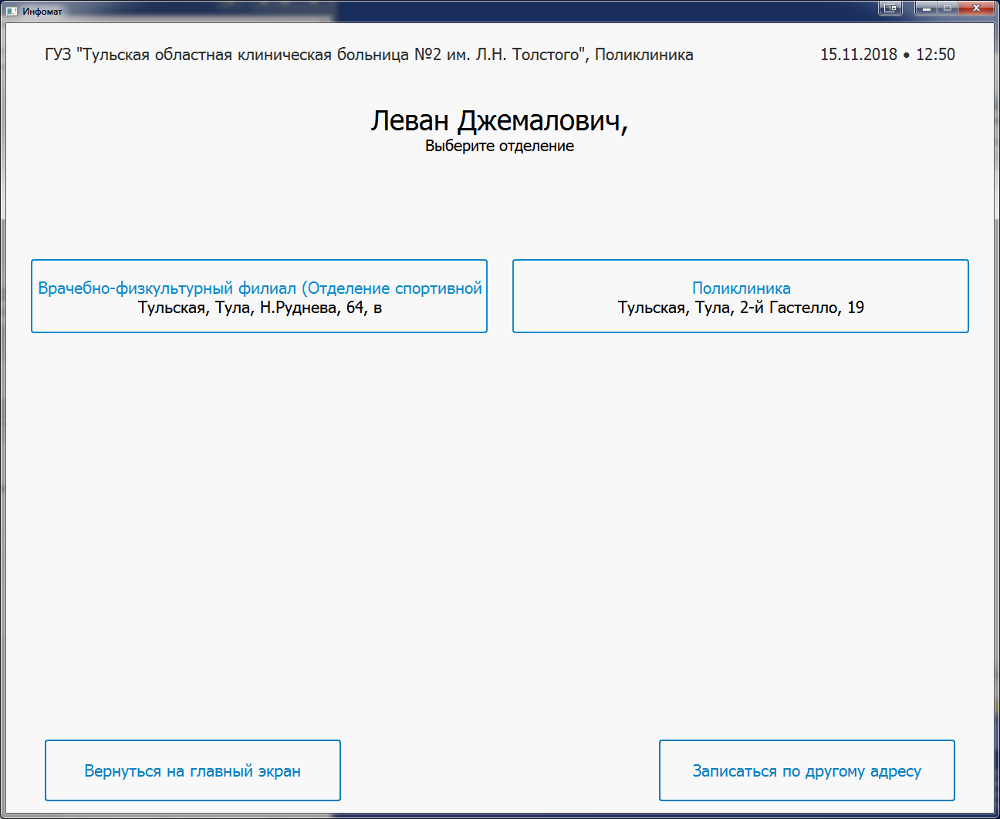 Инфомат
ГУЗ "Тульская областная клиническая больница №2 им. Л.Н. Толстого", Поликлиника
15.11.2018 • 12:50
Леван Джемалович,
Выберите отделение
Врачебно-физкультурный филиал (Отделение спортивной
Тульская, Тула, Н.Руднева, 64, в
Поликлиника
Тульская, Тула, 2-й Гастелло, 19
Вернуться на главный экран
Записаться по другому адресу